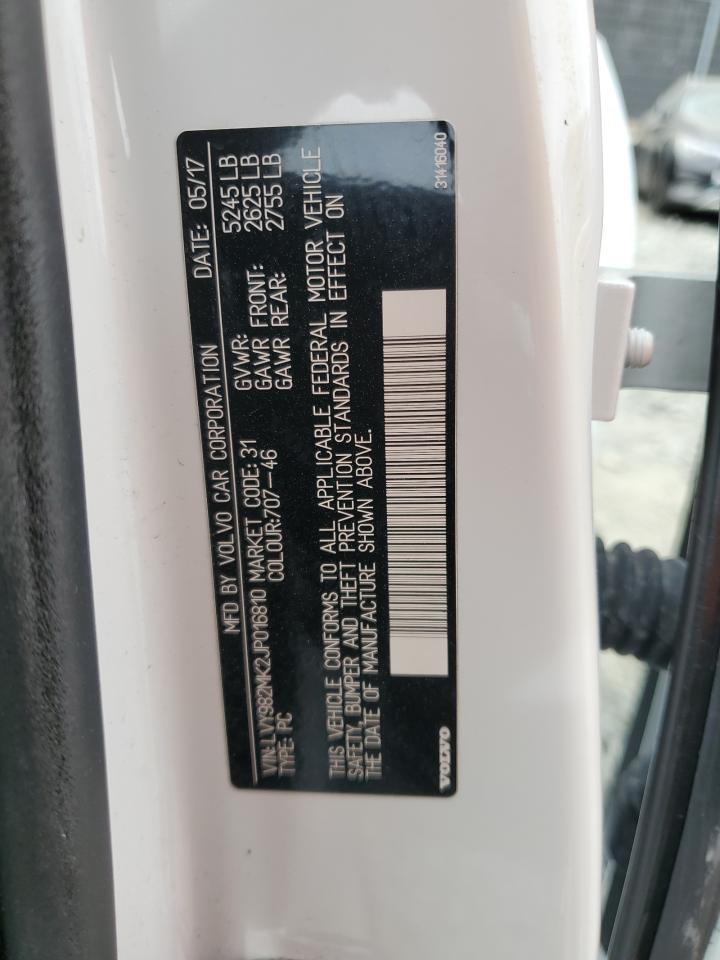 MFD BY VOLVO CAR CORPORATION DATE: 05/17
VIN:LVY982MK2JP016810 MARKET CODE: 31 GVWR: 5245 LB
TYPE: PC COLOUR:707-46 GAWR FRONT: 2625 LB
GAWR REAR: 2755 LB
THIS VEHICLE CONFORMS TO ALL APPLICABLE FEDERAL MOTOR VEHICLE
SAFETY, BUMPER AND THEFT PREVENTION STANDARDS IN EFFECT ON
THE DATE OF MANUFACTURE SHOWN ABOVE.
VOLVO 31416040